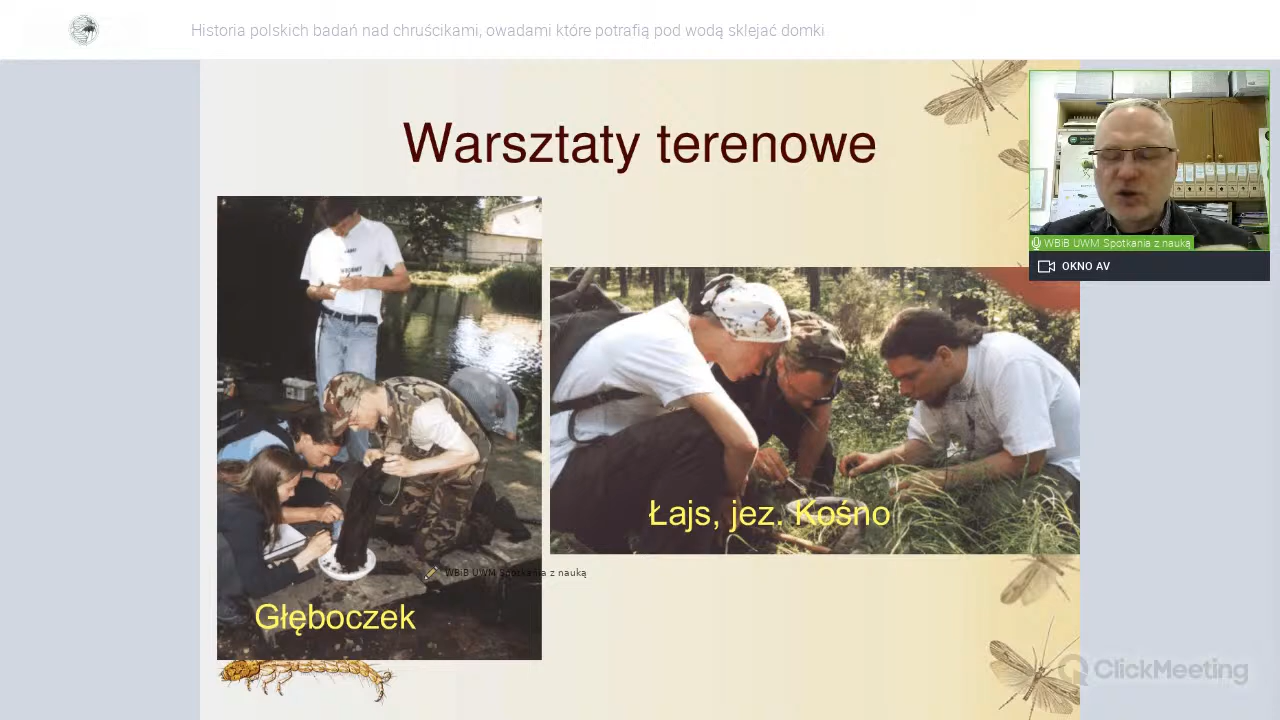 Historia polskich badań nad chruścikami, owadami które potrafią pod wodą sklejać domki
Warsztaty terenowe
WBiB UWM Spotkania z nauką
OKNO AV
Łajs, jez. Kośno
WBiB UWM Spotkania z nauką
Głęboczek
ClickMeeting